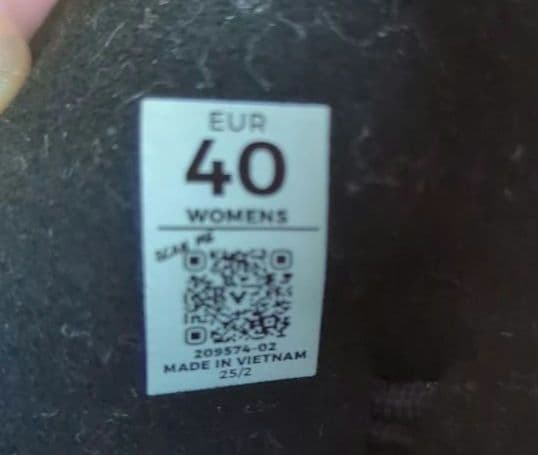 EUR
40
WOMENS
SCAN ME
209574-02
MADE IN VIETNAM
25/2